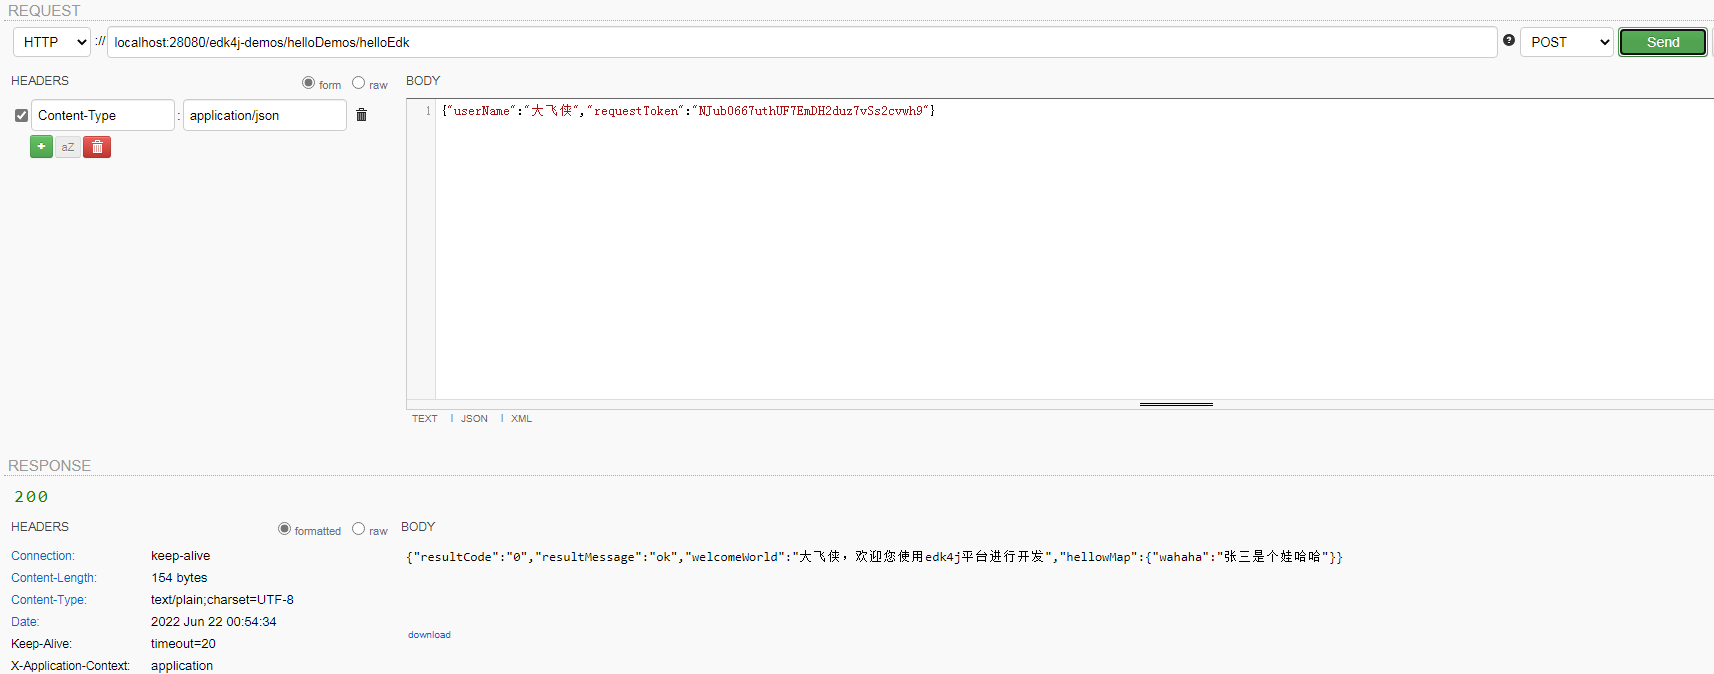 REQUEST
HTTP :// localhost:28080/edk4j-demos/helloDemos/helloEdk POST Send
HEADERS form raw BODY
Content-Type : application/json
1 {"userName":"大飞侠","requestToken":"NJub0667uthUF7EmDH2duz7vSs2cvwh9"}
+ aZ
TEXT | JSON | XML
RESPONSE
200
HEADERS formatted raw BODY
Connection: keep-alive
{"resultCode":"0","resultMessage":"ok","welcomeWorld":"大飞侠，欢迎您使用edk4j平台进行开发","hellowMap":{"wahaha":"张三是个娃哈哈"}}
Content-Length: 154 bytes
Content-Type: text/plain;charset=UTF-8
Date: 2022 Jun 22 00:54:34
download
Keep-Alive: timeout=20
X-Application-Context: application